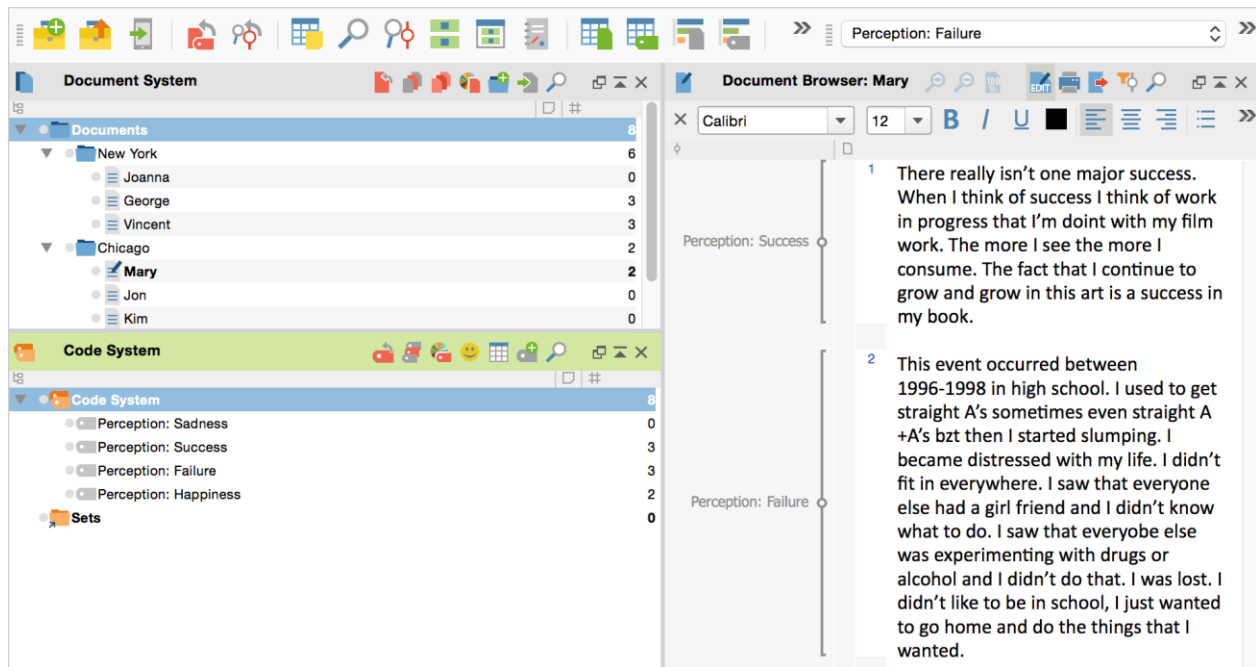 Perception: Failure
Document System
#
Documents 8
New York 6
Joanna 0
George 3
Vincent 3
Chicago 2
Mary 2
Jon 0
Kim 0
Code System
#
Code System 8
Perception: Sadness 0
Perception: Success 3
Perception: Failure 3
Perception: Happiness 2
Sets 0
Document Browser: Mary
100%
EDIT
Calibri 12 B I U
Perception: Success
1 There really isn’t one major success.
When I think of success I think of work
in progress that I’m doint with my film
work. The more I see the more I
consume. The fact that I continue to
grow and grow in this art is a success in
my book.
Perception: Failure
2 This event occurred between
1996-1998 in high school. I used to get
straight A’s sometimes even straight A
+A’s bzt then I started slumping. I
became distressed with my life. I didn’t
fit in everywhere. I saw that everyone
else had a girl friend and I didn’t know
what to do. I saw that everyobe else
was experimenting with drugs or
alcohol and I didn’t do that. I was lost. I
didn’t like to be in school, I just wanted
to go home and do the things that I
wanted.